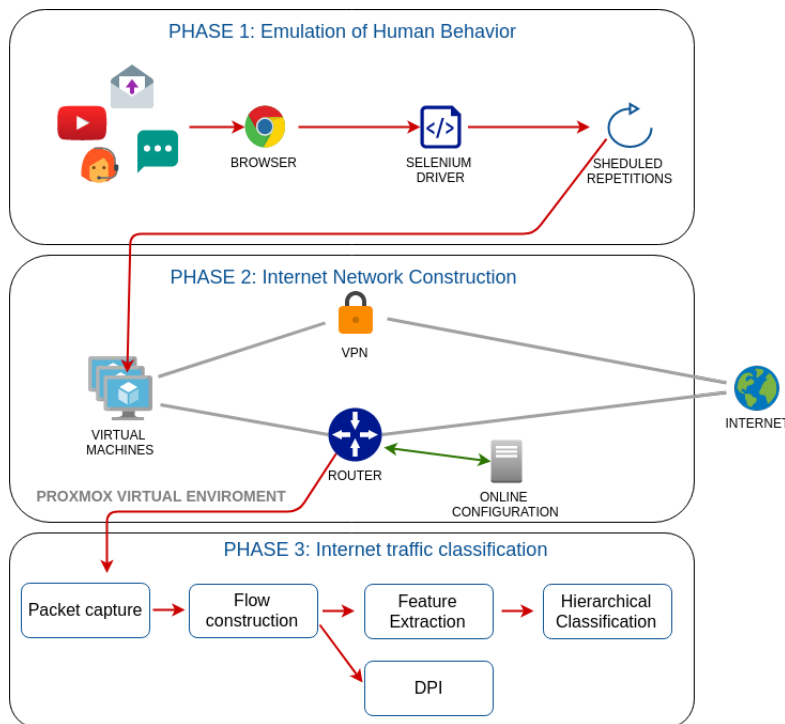 PHASE 1: Emulation of Human Behavior
BROWSER
SELENIUM
DRIVER
SHEDULED
REPETITIONS
PHASE 2: Internet Network Construction
VPN
VIRTUAL
MACHINES
INTERNET
ROUTER
PROXMOX VIRTUAL ENVIROMENT
ONLINE
CONFIGURATION
PHASE 3: Internet traffic classification
Packet capture
Flow
construction
Feature
Extraction
Hierarchical
Classification
DPI